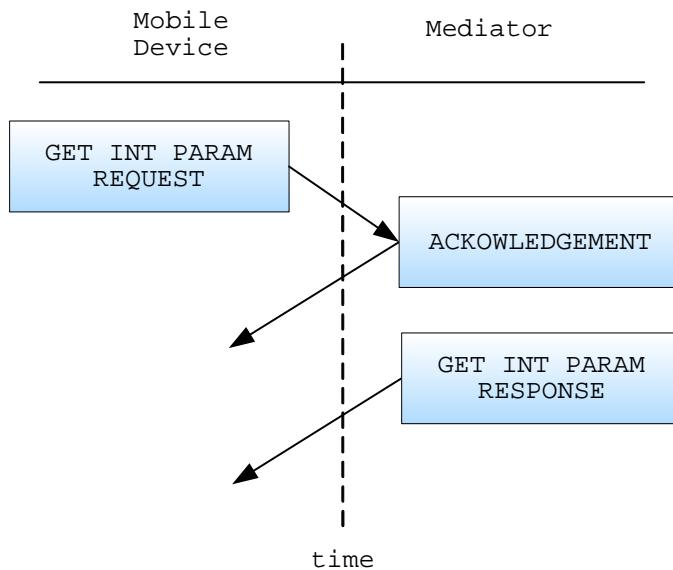 Mobile
Device
Mediator
GET INT PARAM
REQUEST
ACKOWLEDGEMENT
GET INT PARAM
RESPONSE
time